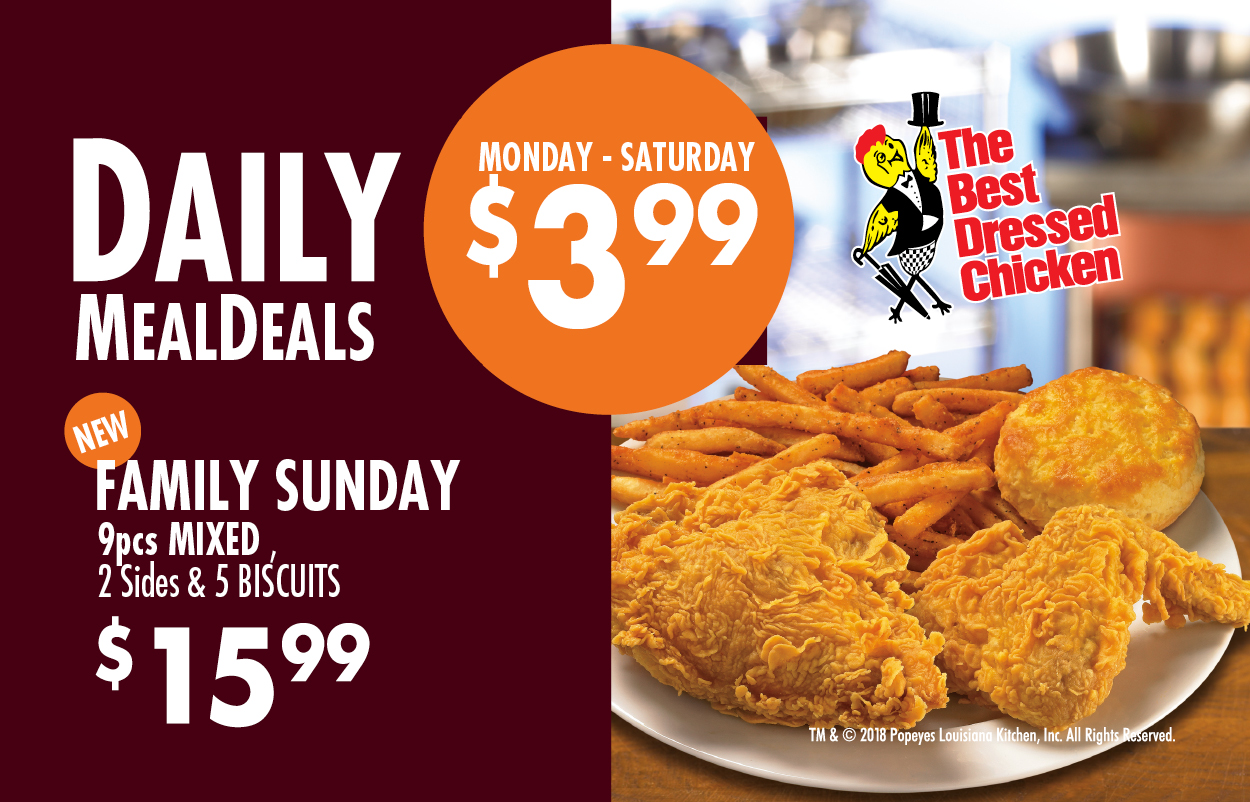 DAILY
MEALDEALS
MONDAY - SATURDAY
$3.99
The
Best
Dressed
Chicken
NEW
FAMILY SUNDAY
9pcs MIXED ,
2 Sides & 5 BISCUITS
$15.99
TM & © 2018 Popeyes Louisiana Kitchen, Inc. All Rights Reserved.